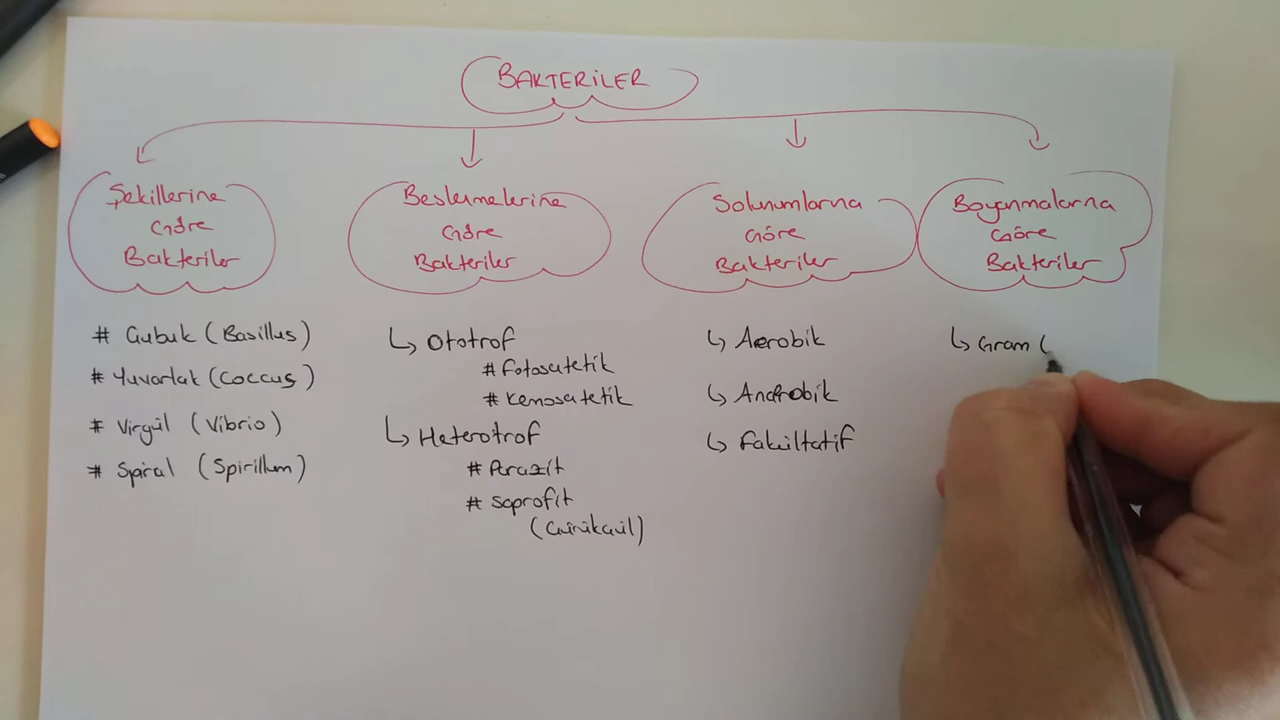 BAKTERİLER
Şekillerine
Göre
Bakteriler
# Çubuk (Basillus)
# Yuvarlak (Coccus)
# Virgül (Vibrio)
# Spiral (Spirillum)
Beslenmelerine
Göre
Bakteriler
↳ Ototrof
# Fotosentetik
# Kemosentetik
↳ Heterotrof
# Parazit
# Saprofit
(Çürükçül)
Solunumlarına
Göre
Bakteriler
↳ Aerobik
↳ Anaerobik
↳ Fakültatif
Boyanmalarına
Göre
Bakteriler
↳ Gram (